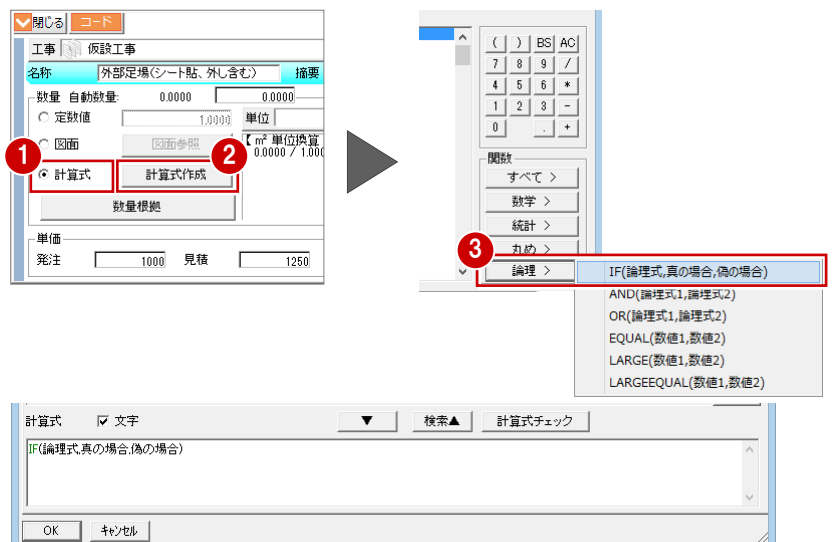 閉じる コード
工事 仮設工事
名称 外部足場(シート貼、外し含む) 摘要
数量 自動数量: 0.0000 0.0000
定数値 1.0000 単位
図面 図面参照 【 ㎡ 単位換算
0.0000 / 1.000
1 計算式 2 計算式作成
数量根拠
単価
発注 1000 見積 1250
( ) BS AC
7 8 9 /
4 5 6 *
1 2 3 -
0 . +
関数
すべて >
数学 >
統計 >
丸め >
3 論理 >
IF(論理式,真の場合,偽の場合)
AND(論理式1,論理式2)
OR(論理式1,論理式2)
EQUAL(数値1,数値2)
LARGE(数値1,数値2)
LARGEEQUAL(数値1,数値2)
計算式 文字 ▼ 検索▲ 計算式チェック
IF(論理式,真の場合,偽の場合)
OK キャンセル